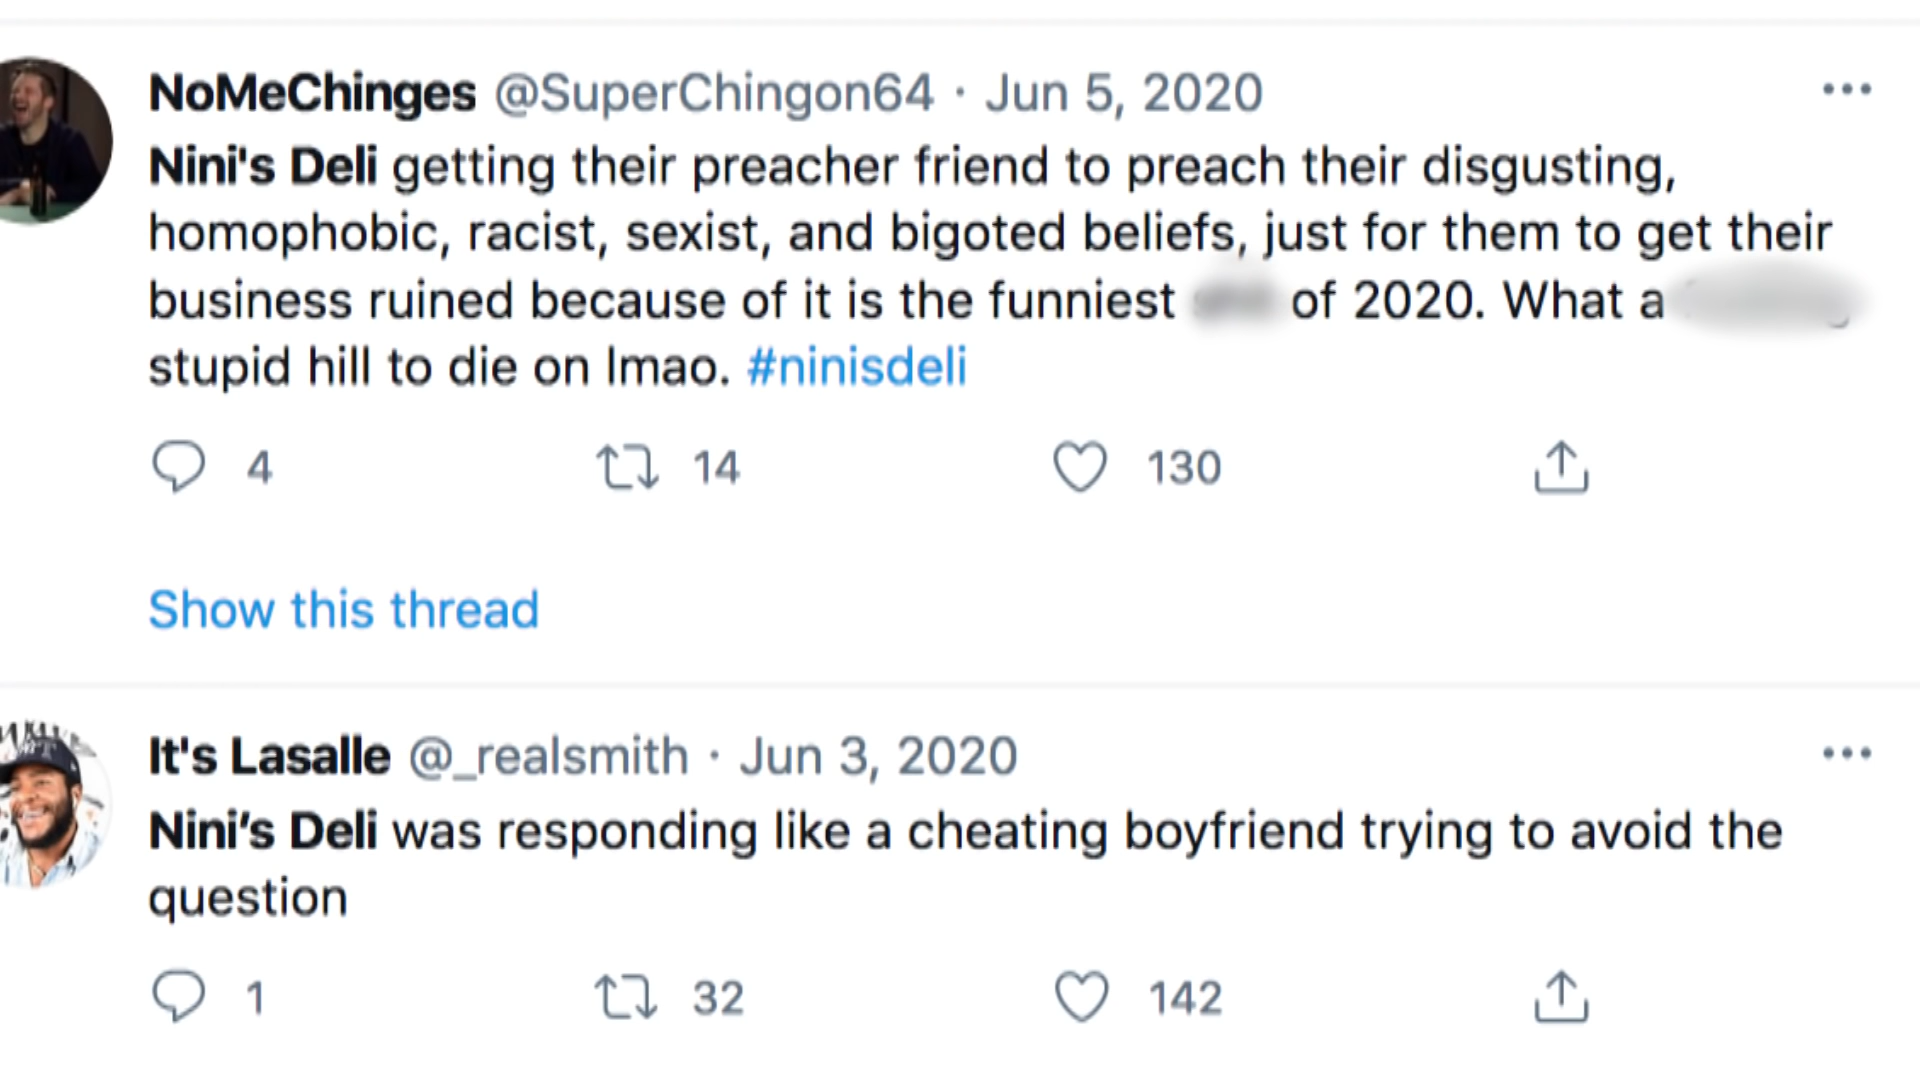 NoMeChinges @SuperChingon64 · Jun 5, 2020
Nini's Deli getting their preacher friend to preach their disgusting,
homophobic, racist, sexist, and bigoted beliefs, just for them to get their
business ruined because of it is the funniest of 2020. What a
stupid hill to die on lmao. #ninisdeli
4 14 130
Show this thread
It's Lasalle @_realsmith · Jun 3, 2020
Nini’s Deli was responding like a cheating boyfriend trying to avoid the
question
1 32 142